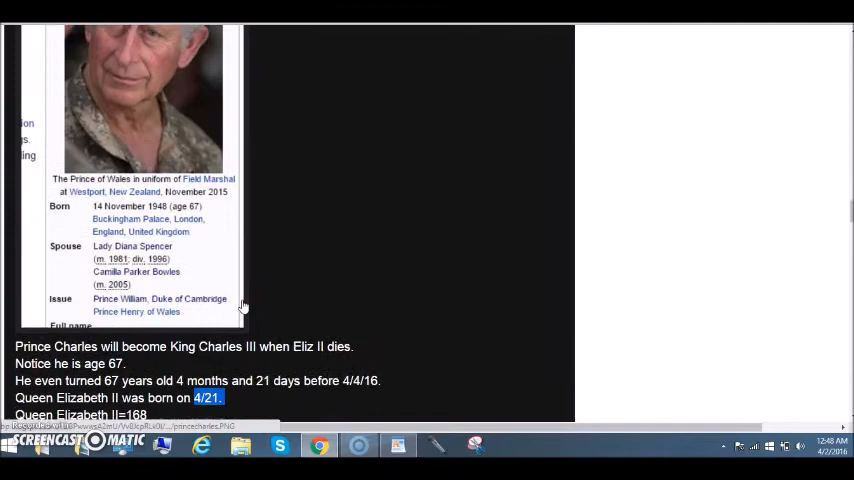 ion
gs.
ing
The Prince of Wales in uniform of Field Marshal
at Westport, New Zealand, November 2015
Born 14 November 1948 (age 67)
Buckingham Palace, London,
England, United Kingdom
Spouse Lady Diana Spencer
(m. 1981; div. 1996)
Camilla Parker Bowles
(m. 2005)
Issue Prince William, Duke of Cambridge
Prince Henry of Wales
Full name
Prince Charles will become King Charles III when Eliz II dies.
Notice he is age 67.
He even turned 67 years old 4 months and 21 days before 4/4/16.
Queen Elizabeth II was born on 4/21.
Queen Elizabeth II=168
princecharles.PNG
SCREENCAST MATIC
12:48 AM
4/2/2016